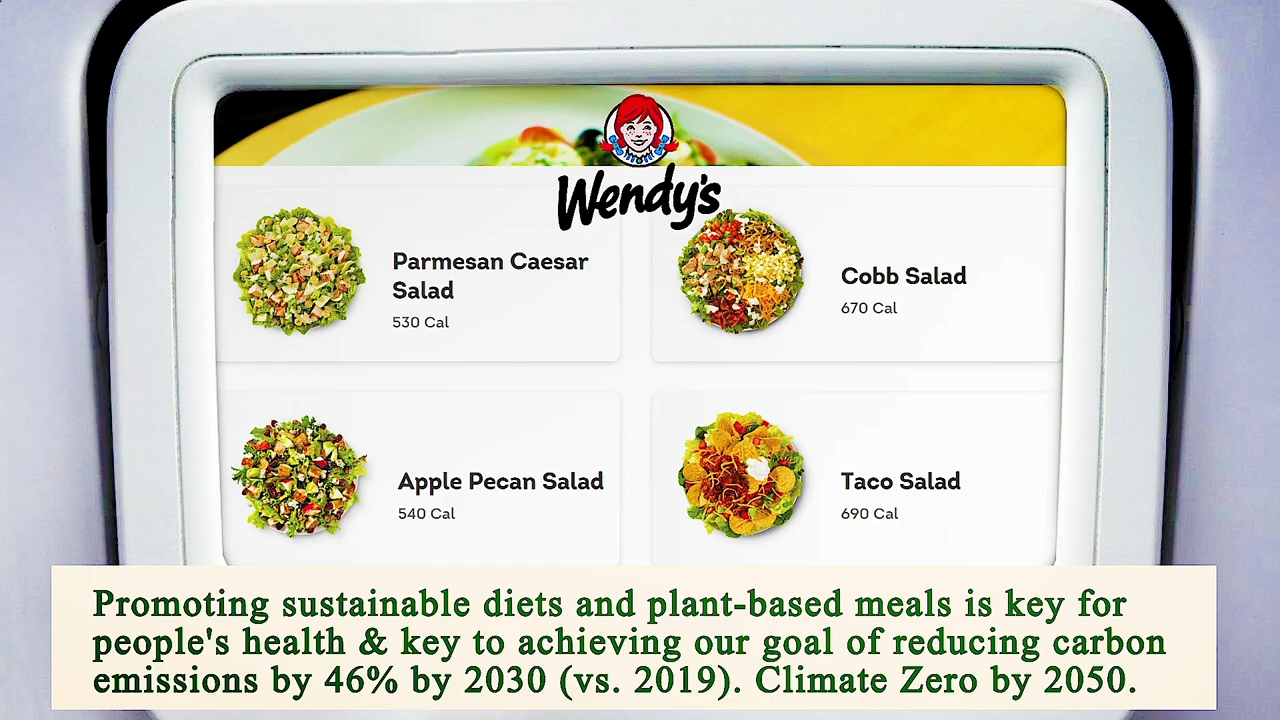 Wendy's
Parmesan Caesar
Salad
530 Cal
Cobb Salad
670 Cal
Apple Pecan Salad
540 Cal
Taco Salad
690 Cal
Promoting sustainable diets and plant-based meals is key for
people's health & key to achieving our goal of reducing carbon
emissions by 46% by 2030 (vs. 2019). Climate Zero by 2050.